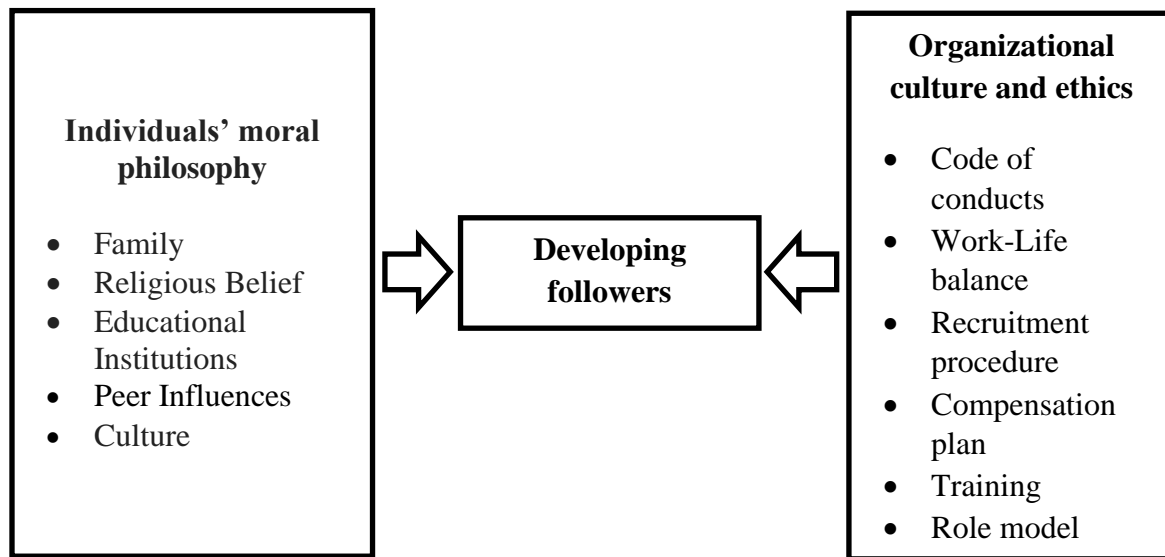 Individuals’ moral
philosophy
• Family
• Religious Belief
• Educational
Institutions
• Peer Influences
• Culture
Developing
followers
Organizational
culture and ethics
• Code of
conducts
• Work-Life
balance
• Recruitment
procedure
• Compensation
plan
• Training
• Role model